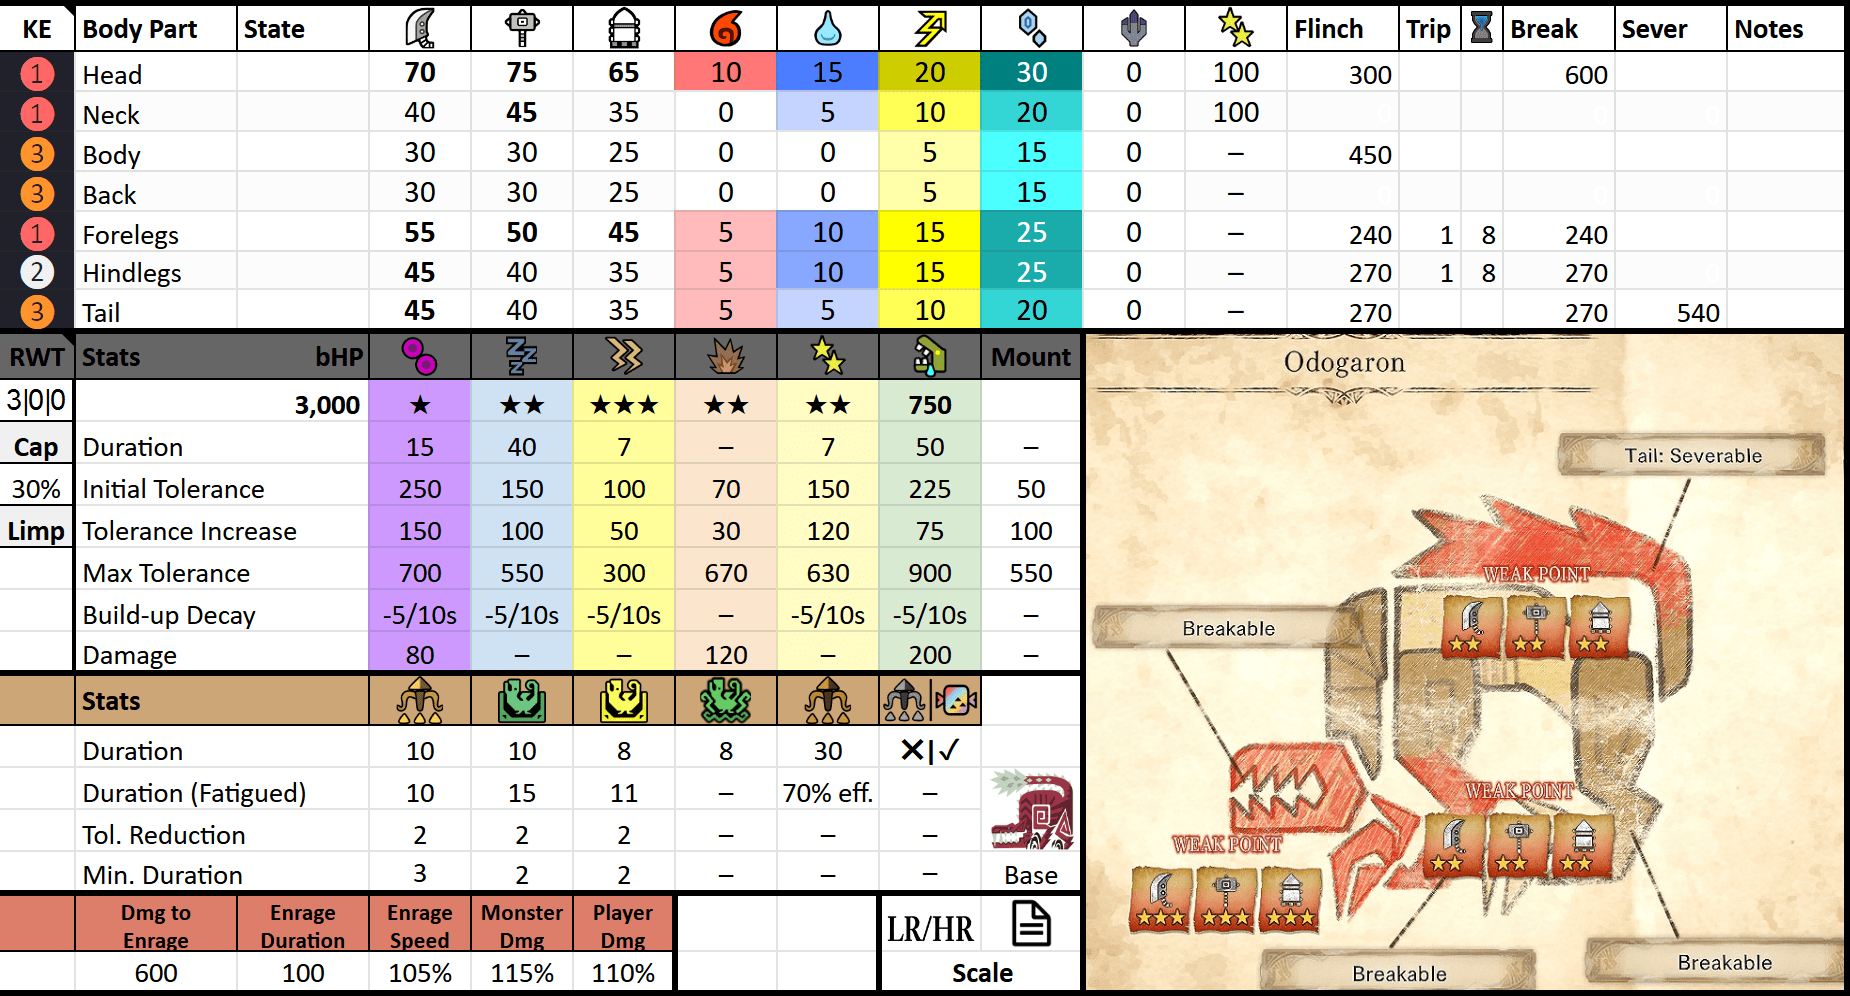 KE Body Part State Flinch Trip Break Sever Notes
1 Head 70 75 65 10 15 20 30 0 100 300 600
1 Neck 40 45 35 0 5 10 20 0 100
3 Body 30 30 25 0 0 5 15 0 – 450
3 Back 30 30 25 0 0 5 15 0 –
1 Forelegs 55 50 45 5 10 15 25 0 – 240 1 8 240
2 Hindlegs 45 40 35 5 10 15 25 0 – 270 1 8 270
3 Tail 45 40 35 5 5 10 20 0 – 270 270 540
RWT Stats bHP Mount
3|0|0 3,000 ★ ★★ ★★★ ★★ ★★ 750
Cap Duration 15 40 7 – 7 50 –
30% Initial Tolerance 250 150 100 70 150 225 50
Limp Tolerance Increase 150 100 50 30 120 75 100
Max Tolerance 700 550 300 670 630 900 550
Build-up Decay -5/10s -5/10s -5/10s – -5/10s -5/10s –
Damage 80 – – 120 – 200 –
Stats
Duration 10 10 8 8 30 ✕|✓
Duration (Fatigued) 10 15 11 – 70% eff. –
Tol. Reduction 2 2 2 – – –
Min. Duration 3 2 2 – – – Base
Dmg to Enrage Enrage Duration Enrage Speed Monster Dmg Player Dmg LR/HR
600 100 105% 115% 110% Scale
Odogaron
Tail: Severable
WEAK POINT
Breakable
WEAK POINT
WEAK POINT
Breakable
Breakable